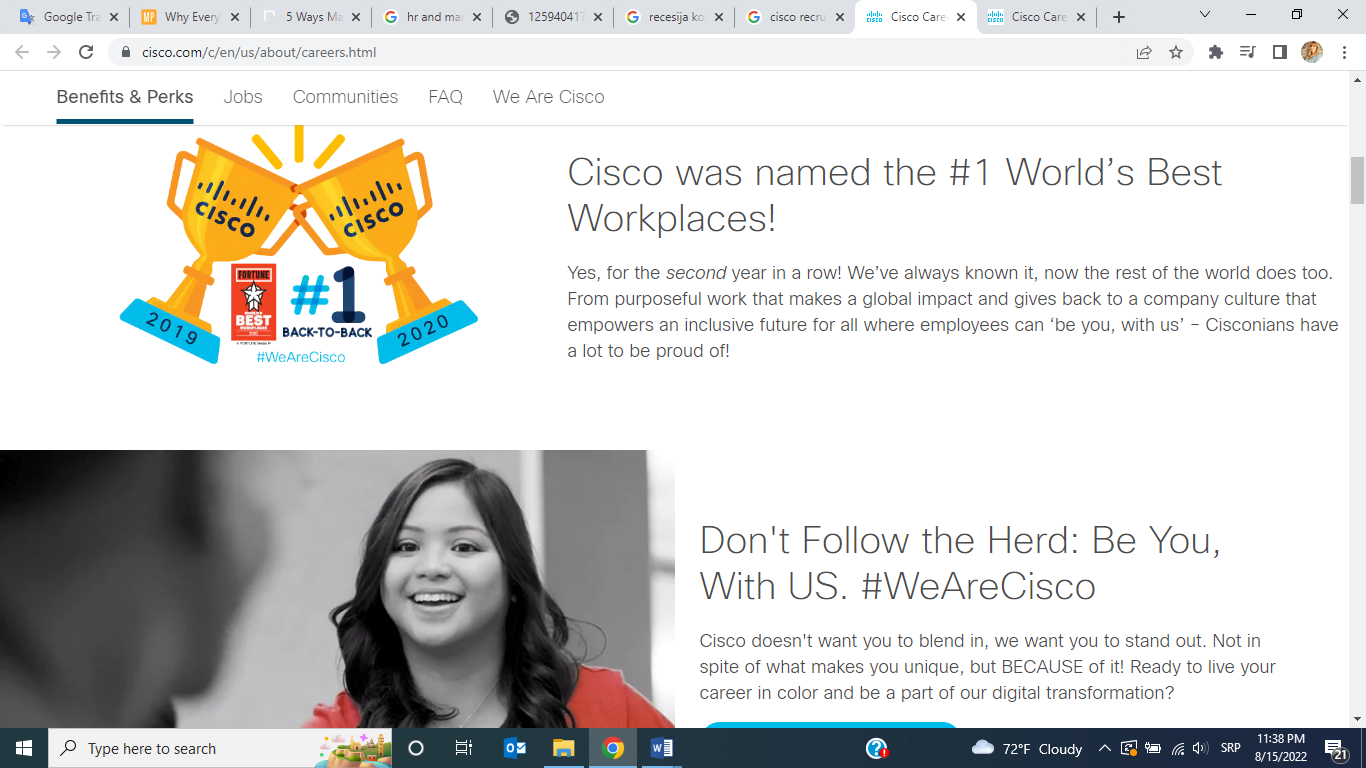 Google Tra
Why Every
5 Ways Ma
hr and mar
125940417
recesija ko
cisco recru
Cisco Care
Cisco Care
cisco.com/c/en/us/about/careers.html
Benefits & Perks
Jobs
Communities
FAQ
We Are Cisco
CISCO
CISCO
FORTUNE
BEST
#1
BACK-TO-BACK
2019
2020
#WeAreCisco
Cisco was named the #1 World’s Best
Workplaces!
Yes, for the second year in a row! We’ve always known it, now the rest of the world does too.
From purposeful work that makes a global impact and gives back to a company culture that
empowers an inclusive future for all where employees can ‘be you, with us’ – Cisconians have
a lot to be proud of!
Don't Follow the Herd: Be You,
With US. #WeAreCisco
Cisco doesn't want you to blend in, we want you to stand out. Not in
spite of what makes you unique, but BECAUSE of it! Ready to live your
career in color and be a part of our digital transformation?
Type here to search
72°F Cloudy
SRP
11:38 PM
8/15/2022
21